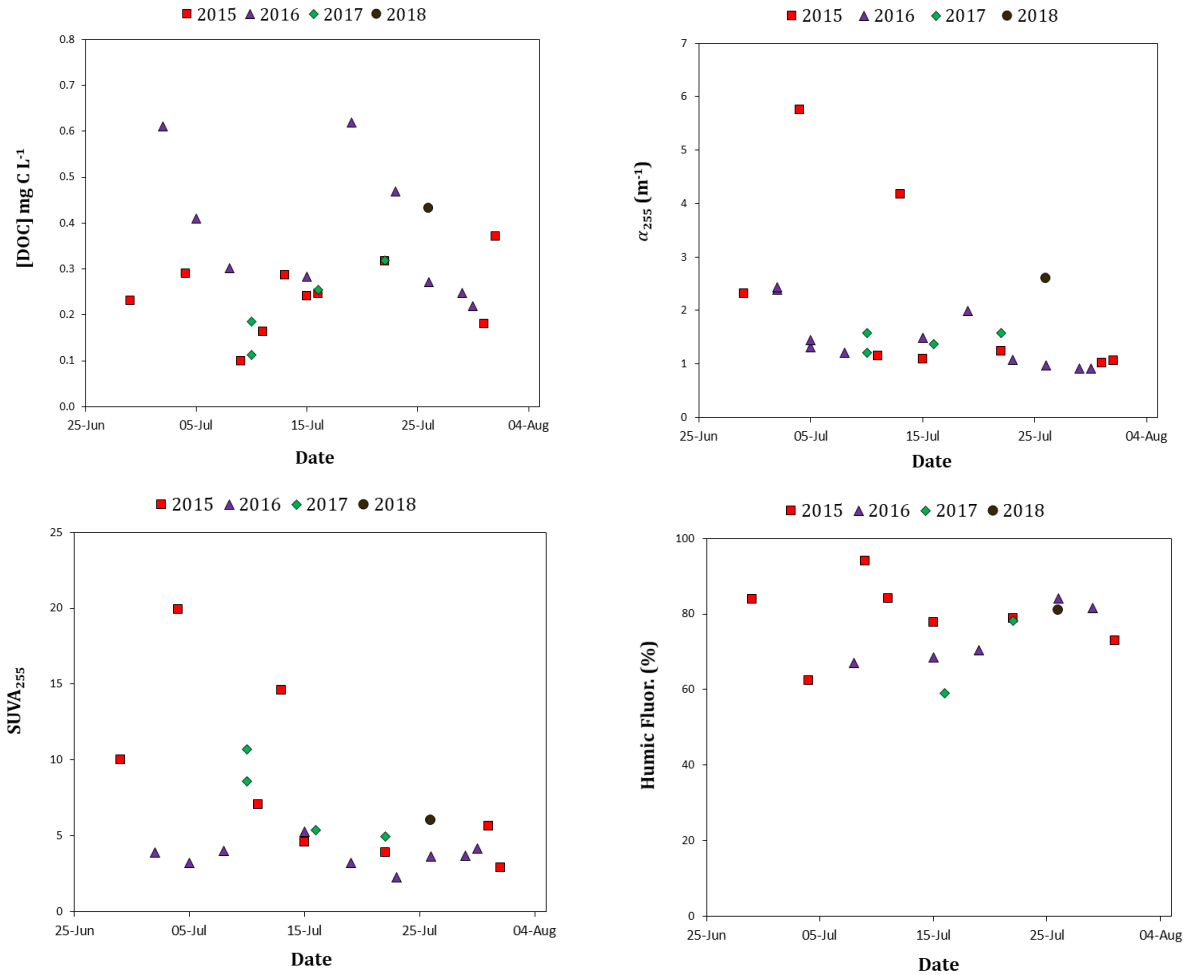 2015 2016 2017 2018
0.8
0.7
0.6
0.5
0.4
0.3
0.2
0.1
0.0
[DOC] mg C L⁻¹
25-Jun 05-Jul 15-Jul 25-Jul 04-Aug
Date
2015 2016 2017 2018
7
6
5
4
3
2
1
0
α₂₅₅ (m⁻¹)
25-Jun 05-Jul 15-Jul 25-Jul 04-Aug
Date
2015 2016 2017 2018
25
20
15
10
5
0
SUVA₂₅₅
25-Jun 05-Jul 15-Jul 25-Jul 04-Aug
Date
2015 2016 2017 2018
100
80
60
40
20
0
Humic Fluor. (%)
25-Jun 05-Jul 15-Jul 25-Jul 04-Aug
Date